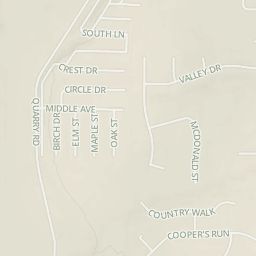 SOUTH LN
CREST DR
VALLEY DR
CIRCLE DR
MIDDLE AVE
QUARRY RD
BIRCH DR
ELM ST
MAPLE ST
OAK ST
MCDONALD ST
COUNTRY WALK
COOPER'S RUN